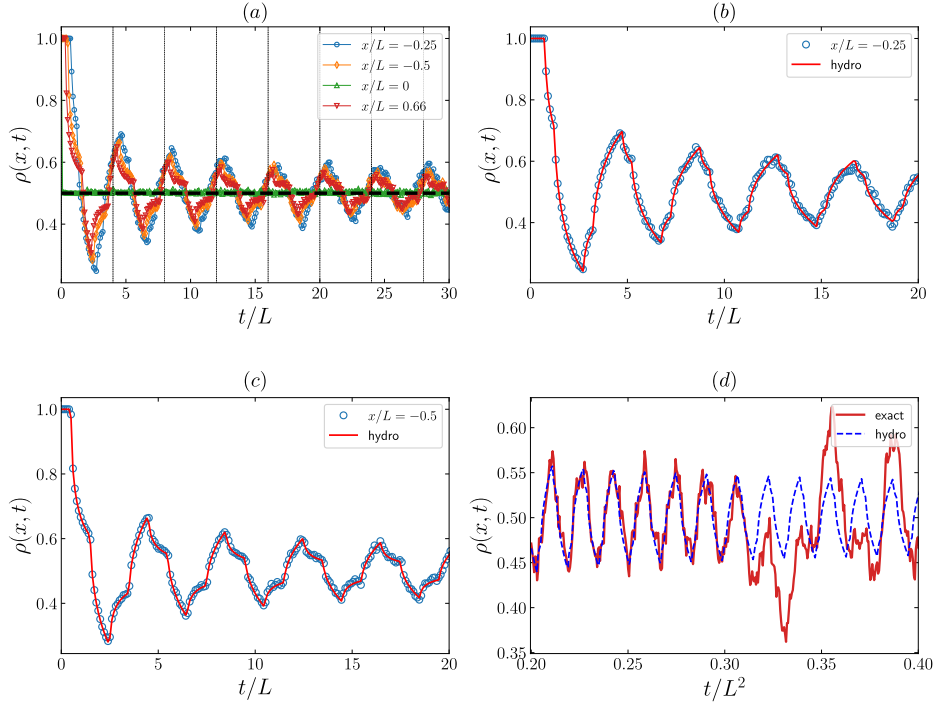 (a)
ρ(x, t)
1.0
0.8
0.6
0.4
0 5 10 15 20 25 30
t/L
x/L = −0.25
x/L = −0.5
x/L = 0
x/L = 0.66
(b)
ρ(x, t)
1.0
0.8
0.6
0.4
0 5 10 15 20
t/L
x/L = −0.25
hydro
(c)
ρ(x, t)
1.0
0.8
0.6
0.4
0 5 10 15 20
t/L
x/L = −0.5
hydro
(d)
ρ(x, t)
0.60
0.55
0.50
0.45
0.40
0.35
0.20 0.25 0.30 0.35 0.40
t/L²
exact
hydro